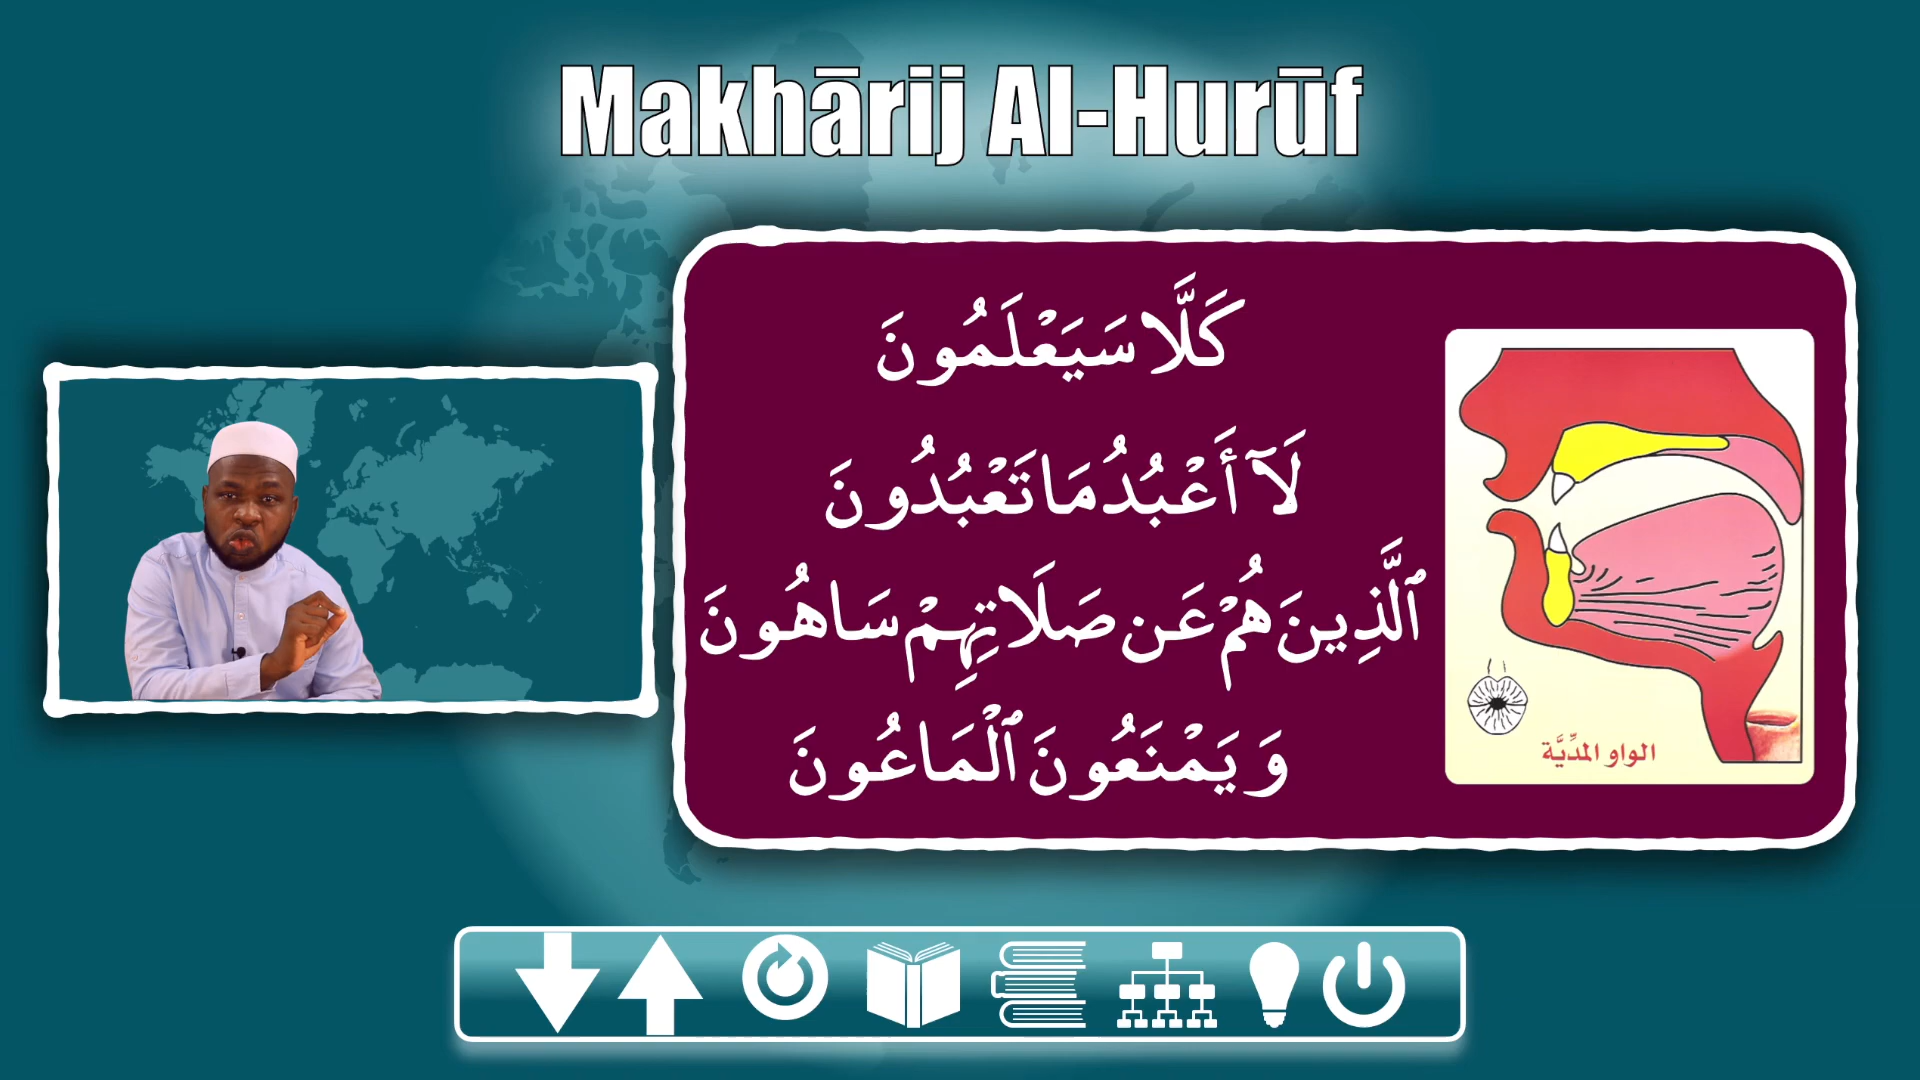 Makhārij Al-Hurūf
كَلَّا سَيَعْلَمُونَ
لَآ أَعْبُدُ مَا تَعْبُدُونَ
ٱلَّذِينَ هُمْ عَن صَلَاتِهِمْ سَاهُونَ
وَيَمْنَعُونَ ٱلْمَاعُونَ
الواو المدِّيَّة